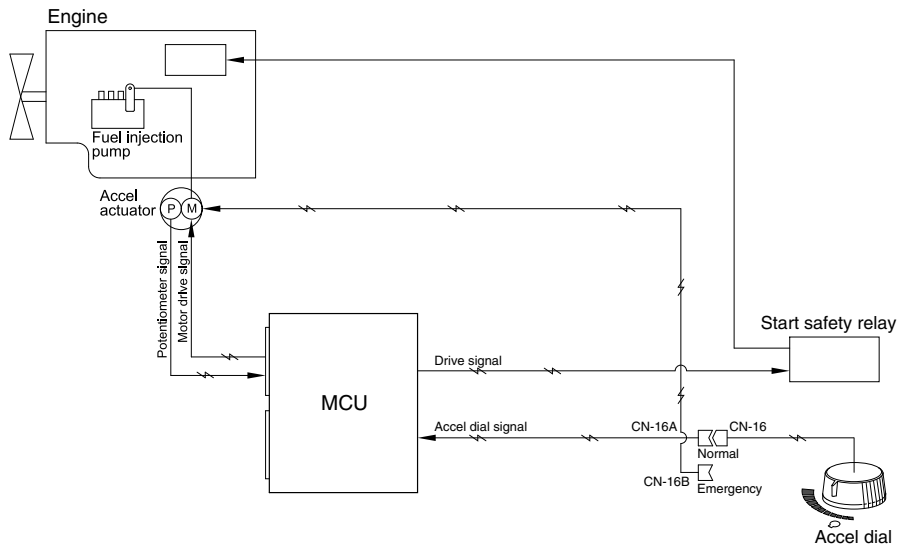 Engine
Fuel injection
pump
Accel
actuator
P
M
Potentiometer signal
Motor drive signal
Start safety relay
Drive signal
MCU
Accel dial signal
CN-16A
CN-16
Normal
CN-16B
Emergency
Accel dial